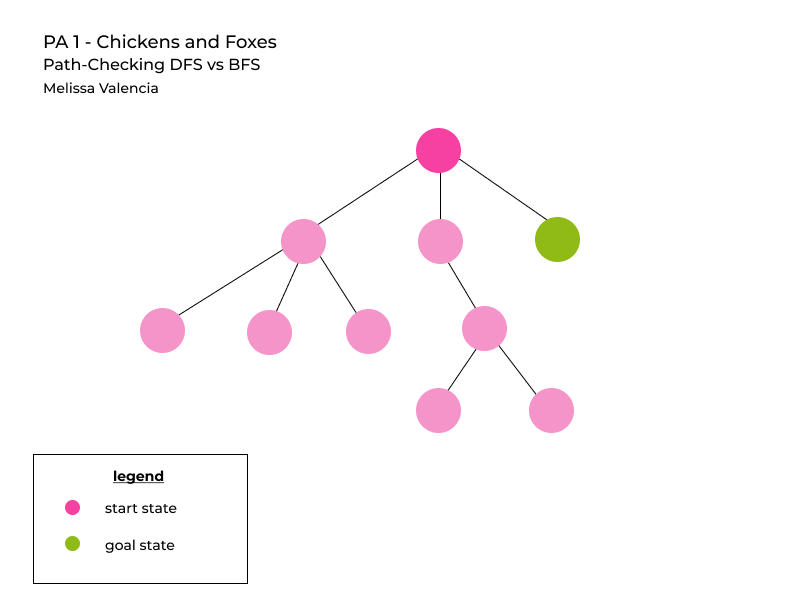 PA 1 - Chickens and Foxes
Path-Checking DFS vs BFS
Melissa Valencia
legend
start state
goal state